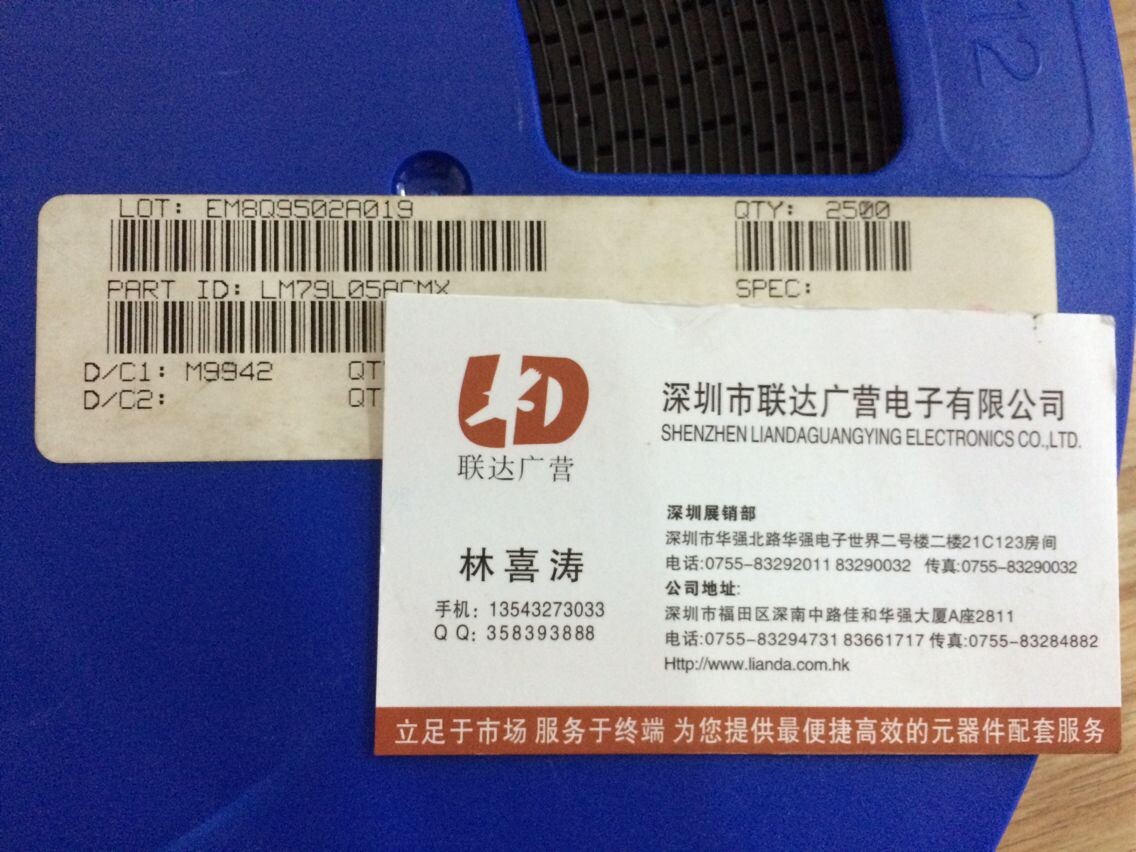 12
LOT: EM8Q9502A019
QTY: 2500
PART ID: LM79L05ACMX
SPEC:
D/C1: M9942 QT
D/C2: QT
LD
联达广营
深圳市联达广营电子有限公司
SHENZHEN LIANDAGUANGYING ELECTRONICS CO.,LTD.
林喜涛
手机：13543273033
Q Q：358393888
深圳展销部
深圳市华强北路华强电子世界二号楼二楼21C123房间
电话:0755-83292011 83290032 传真:0755-83290032
公司地址:
深圳市福田区深南中路佳和华强大厦A座2811
电话:0755-83294731 83661717 传真:0755-83284882
Http://www.lianda.com.hk
立足于市场 服务于终端 为您提供最便捷高效的元器件配套服务